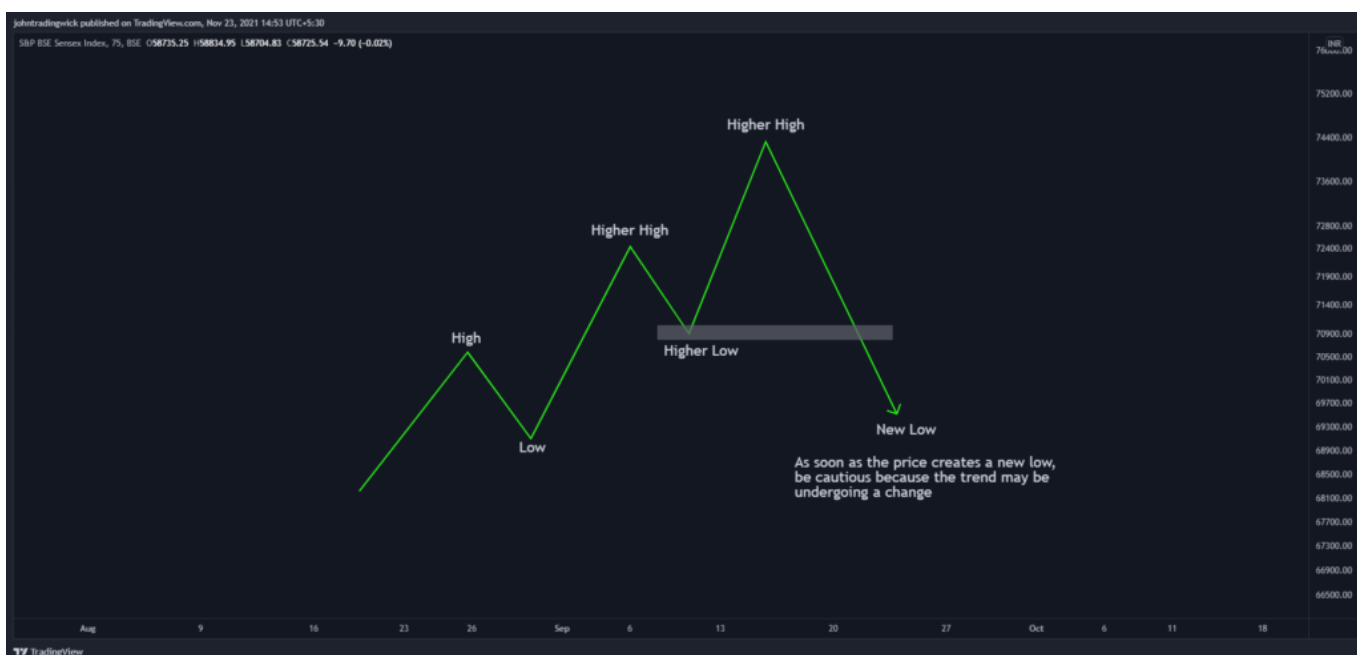 johntradingwick published on TradingView.com, Nov 23, 2021 14:53 UTC+5:30
S&P BSE Sensex Index, 75, BSE O58735.25 H58834.95 L58704.83 C58725.54 −9.70 (−0.02%)
INR
75200.00
Higher High
74400.00
73600.00
Higher High
72800.00
72400.00
71900.00
71400.00
High
70900.00
Higher Low
70500.00
70100.00
69700.00
New Low
69300.00
Low
68900.00
As soon as the price creates a new low,
be cautious because the trend may be
undergoing a change
68500.00
68100.00
67700.00
67300.00
66900.00
66500.00
Aug 9 16 23 26 Sep 6 13 20 27 Oct 6 11 18
TradingView